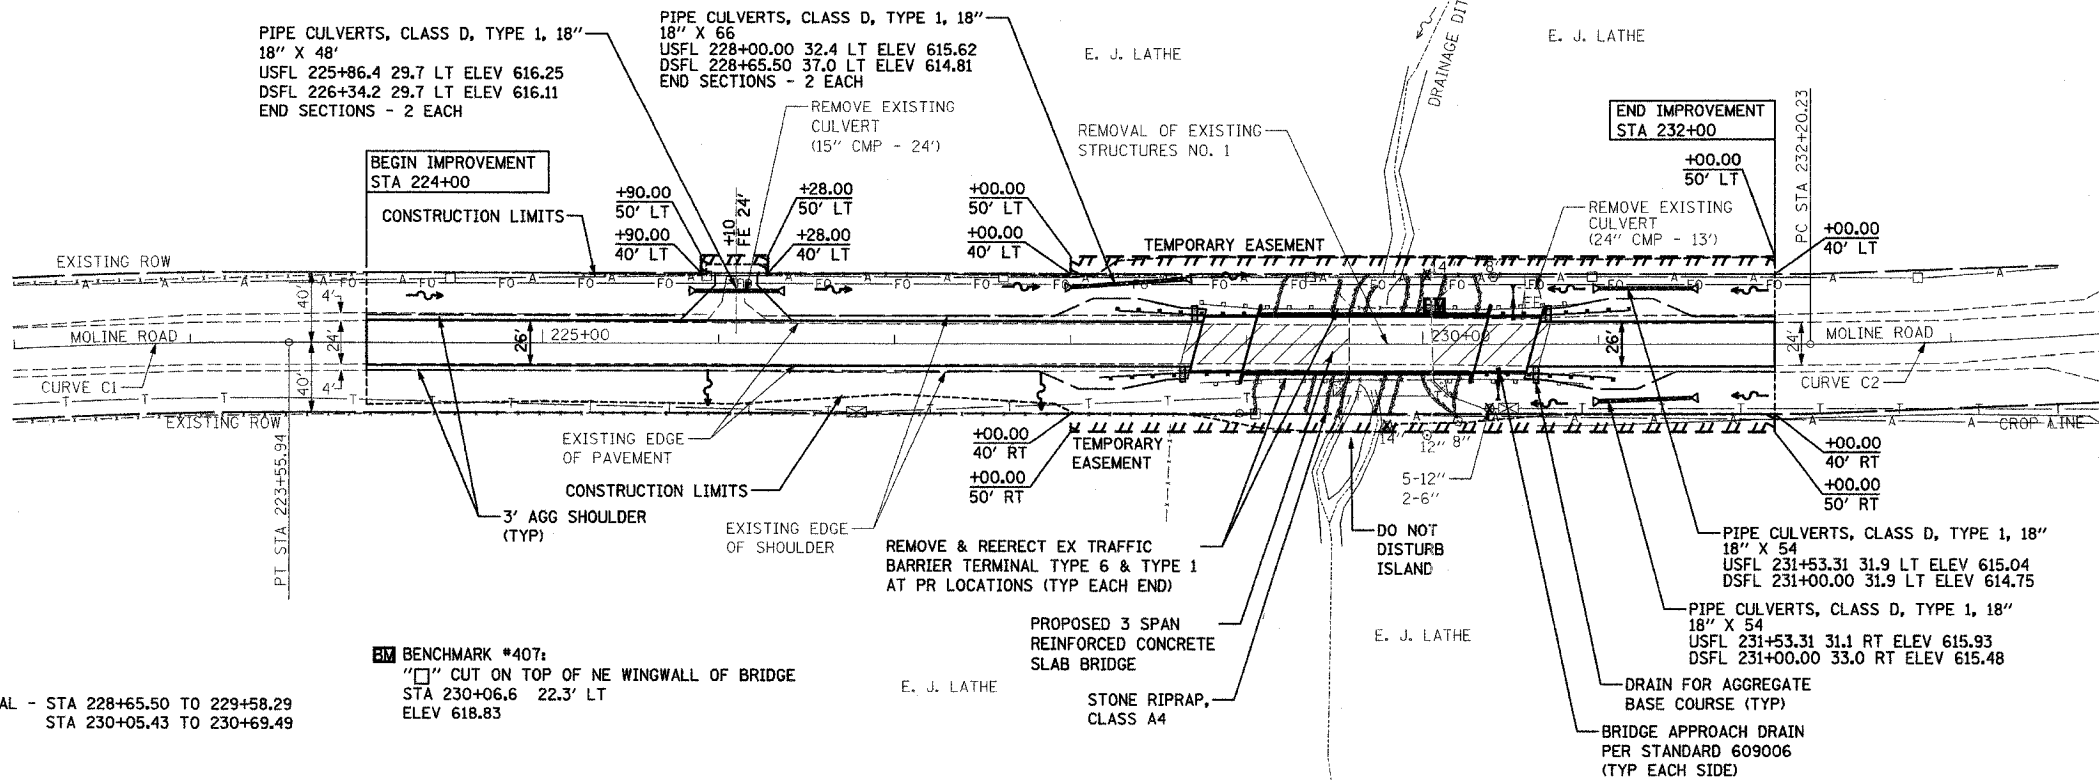 PIPE CULVERTS, CLASS D, TYPE 1, 18"
18" X 48'
USFL 225+86.4 29.7 LT ELEV 616.25
DSFL 226+34.2 29.7 LT ELEV 616.11
END SECTIONS - 2 EACH
PIPE CULVERTS, CLASS D, TYPE 1, 18"
18" X 66
USFL 228+00.00 32.4 LT ELEV 615.62
DSFL 228+65.50 37.0 LT ELEV 614.81
END SECTIONS - 2 EACH
REMOVE EXISTING
CULVERT
(15" CMP - 24')
E. J. LATHE
REMOVAL OF EXISTING
STRUCTURES NO. 1
DRAINAGE DIT
E. J. LATHE
END IMPROVEMENT
STA 232+00
PC STA 232+20.23
BEGIN IMPROVEMENT
STA 224+00
CONSTRUCTION LIMITS
+90.00
50' LT
+90.00
40' LT
+10
FE 24'
+28.00
50' LT
+28.00
40' LT
+00.00
50' LT
+00.00
40' LT
TEMPORARY EASEMENT
REMOVE EXISTING
CULVERT
(24" CMP - 13')
+00.00
50' LT
+00.00
40' LT
EXISTING ROW
A A A A A A A A
FO FO FO FO FO FO FO FO FO
BM
FE
40'
4'
24'
26'
4'
40'
MOLINE ROAD
CURVE C1
225+00
230+00
26'
24'
MOLINE ROAD
CURVE C2
T T T T T T T T
EXISTING ROW
CROP LINE
PT STA 223+55.94
EXISTING EDGE
OF PAVEMENT
CONSTRUCTION LIMITS
3' AGG SHOULDER
(TYP)
EXISTING EDGE
OF SHOULDER
+00.00
40' RT
+00.00
50' RT
TEMPORARY
EASEMENT
14"
12"
8"
5-12"
2-6"
+00.00
40' RT
+00.00
50' RT
REMOVE & REERECT EX TRAFFIC
BARRIER TERMINAL TYPE 6 & TYPE 1
AT PR LOCATIONS (TYP EACH END)
DO NOT
DISTURB
ISLAND
PROPOSED 3 SPAN
REINFORCED CONCRETE
SLAB BRIDGE
STONE RIPRAP,
CLASS A4
E. J. LATHE
E. J. LATHE
PIPE CULVERTS, CLASS D, TYPE 1, 18"
18" X 54
USFL 231+53.31 31.9 LT ELEV 615.04
DSFL 231+00.00 31.9 LT ELEV 614.75
PIPE CULVERTS, CLASS D, TYPE 1, 18"
18" X 54
USFL 231+53.31 31.1 RT ELEV 615.93
DSFL 231+00.00 33.0 RT ELEV 615.48
DRAIN FOR AGGREGATE
BASE COURSE (TYP)
BRIDGE APPROACH DRAIN
PER STANDARD 609006
(TYP EACH SIDE)
BM BENCHMARK #407:
"□" CUT ON TOP OF NE WINGWALL OF BRIDGE
STA 230+06.6 22.3' LT
ELEV 618.83
AL - STA 228+65.50 TO 229+58.29
STA 230+05.43 TO 230+69.49